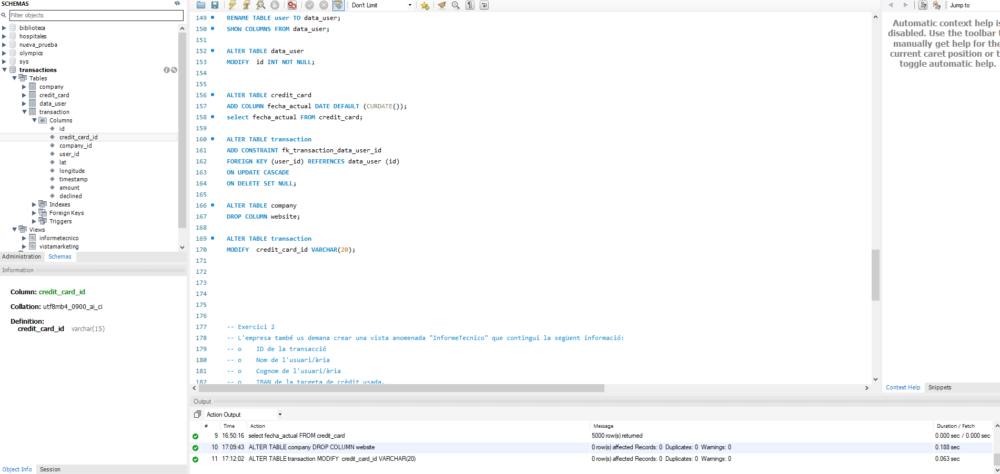 SCHEMAS
Filter objects
biblioteca
hospitales
nueva_prueba
olympics
sys
transactions
Tables
company
credit_card
data_user
transaction
Columns
id
credit_card_id
company_id
user_id
lat
longitude
timestamp
amount
declined
Indexes
Foreign Keys
Triggers
Views
informetecnico
vistamarketing
Administration Schemas
Information
Column: credit_card_id
Collation: utf8mb4_0900_ai_ci
Definition:
credit_card_id varchar(15)
Object Info Session
Don't Limit
149 RENAME TABLE user TO data_user;
150 SHOW COLUMNS FROM data_user;
151
152 ALTER TABLE data_user
153 MODIFY  id INT NOT NULL;
154
155
156 ALTER TABLE credit_card
157 ADD COLUMN fecha_actual DATE DEFAULT (CURDATE());
158 select fecha_actual FROM credit_card;
159
160 ALTER TABLE transaction
161 ADD CONSTRAINT fk_transaction_data_user_id
162 FOREIGN KEY (user_id) REFERENCES data_user (id)
163 ON UPDATE CASCADE
164 ON DELETE SET NULL;
165
166 ALTER TABLE company
167 DROP COLUMN website;
168
169 ALTER TABLE transaction
170 MODIFY  credit_card_id VARCHAR(20);
171
172
173
174
175
176
177 -- Exercici 2
178 -- L'empresa també us demana crear una vista anomenada "InformeTecnico" que contingui la següent informació:
179 -- o    ID de la transacció
180 -- o    Nom de l'usuari/ària
181 -- o    Cognom de l'usuari/ària
182 -- o    IBAN de la targeta de crèdit usada.
Jump to
Automatic context help is
disabled. Use the toolbar t
manually get help for the
current caret position or t
toggle automatic help.
Context Help Snippets
Output
Action Output
# Time Action Message Duration / Fetch
9 16:50:16 select fecha_actual FROM credit_card 5000 row(s) returned 0.000 sec / 0.000 sec
10 17:09:43 ALTER TABLE company DROP COLUMN website 0 row(s) affected Records: 0  Duplicates: 0  Warnings: 0 0.188 sec
11 17:12:02 ALTER TABLE transaction MODIFY  credit_card_id VARCHAR(20) 0 row(s) affected Records: 0  Duplicates: 0  Warnings: 0 0.063 sec